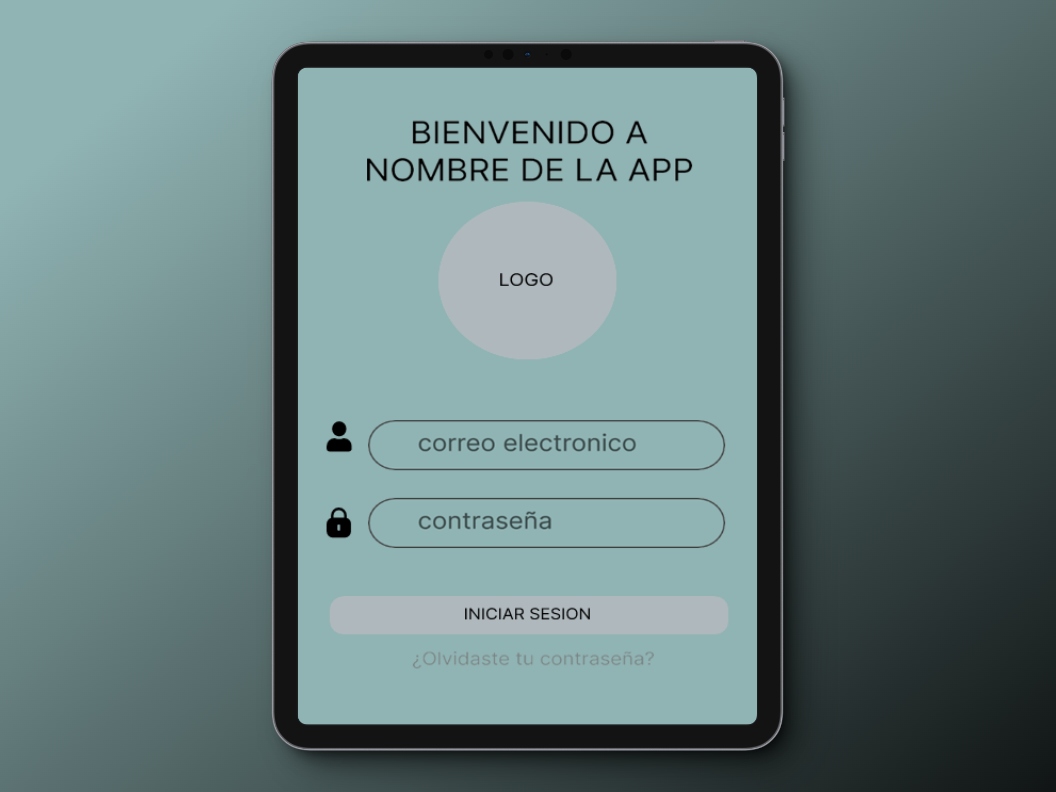 BIENVENIDO A
NOMBRE DE LA APP
LOGO
correo electronico
contraseña
INICIAR SESION
¿Olvidaste tu contraseña?